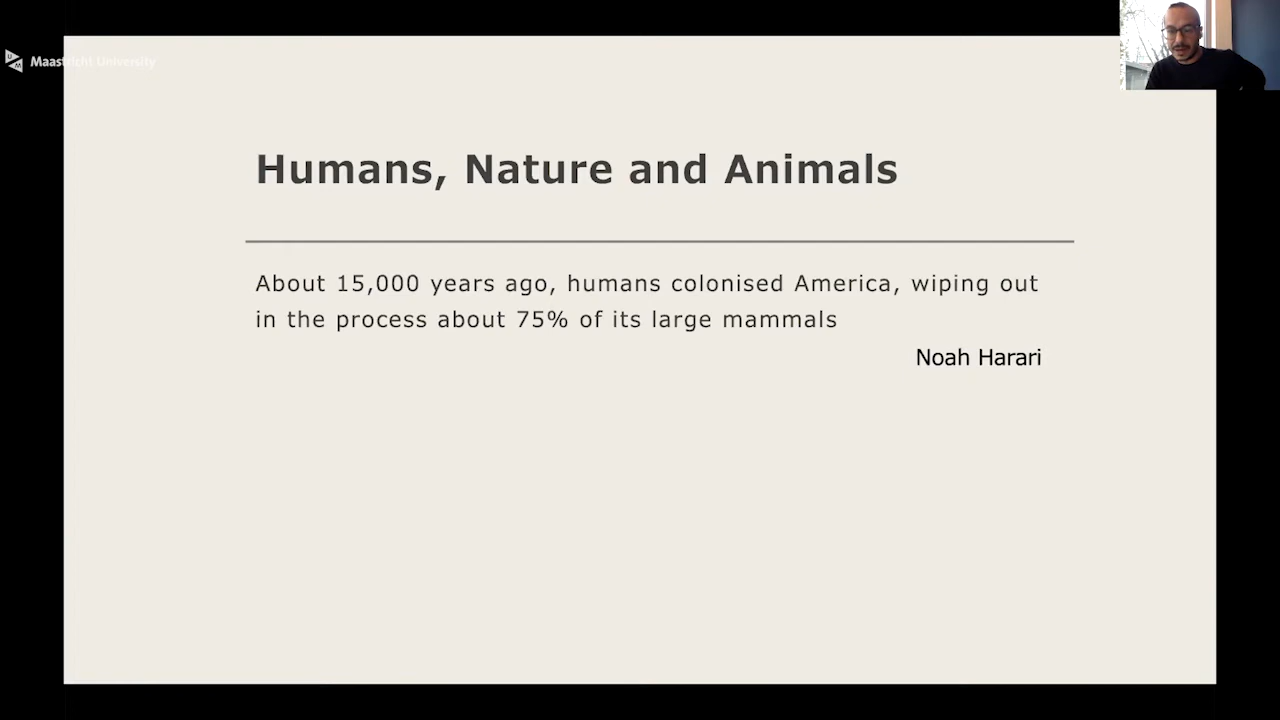 Maastricht University
Humans, Nature and Animals
About 15,000 years ago, humans colonised America, wiping out
in the process about 75% of its large mammals
Noah Harari